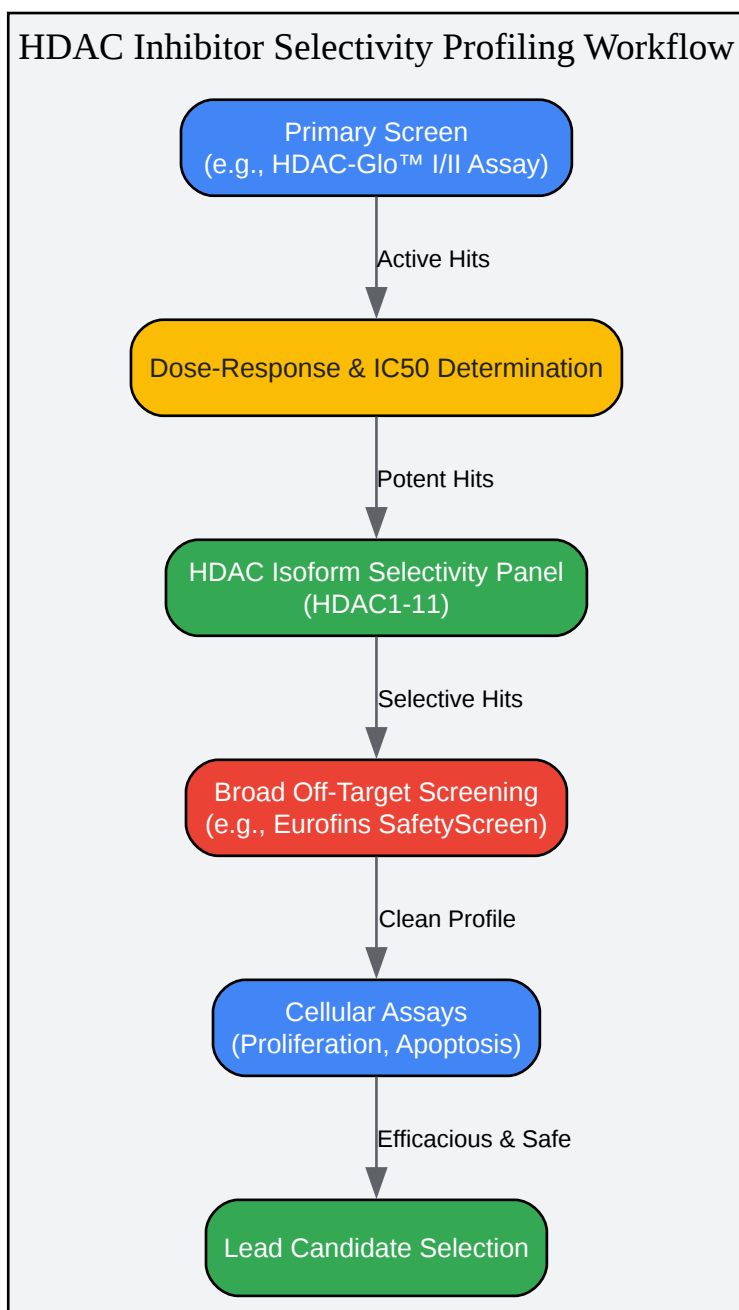 HDAC Inhibitor Selectivity Profiling Workflow
Primary Screen
(e.g., HDAC-Glo™ I/II Assay)
Active Hits
Dose-Response & IC50 Determination
Potent Hits
HDAC Isoform Selectivity Panel
(HDAC1-11)
Selective Hits
Broad Off-Target Screening
(e.g., Eurofins SafetyScreen)
Clean Profile
Cellular Assays
(Proliferation, Apoptosis)
Efficacious & Safe
Lead Candidate Selection